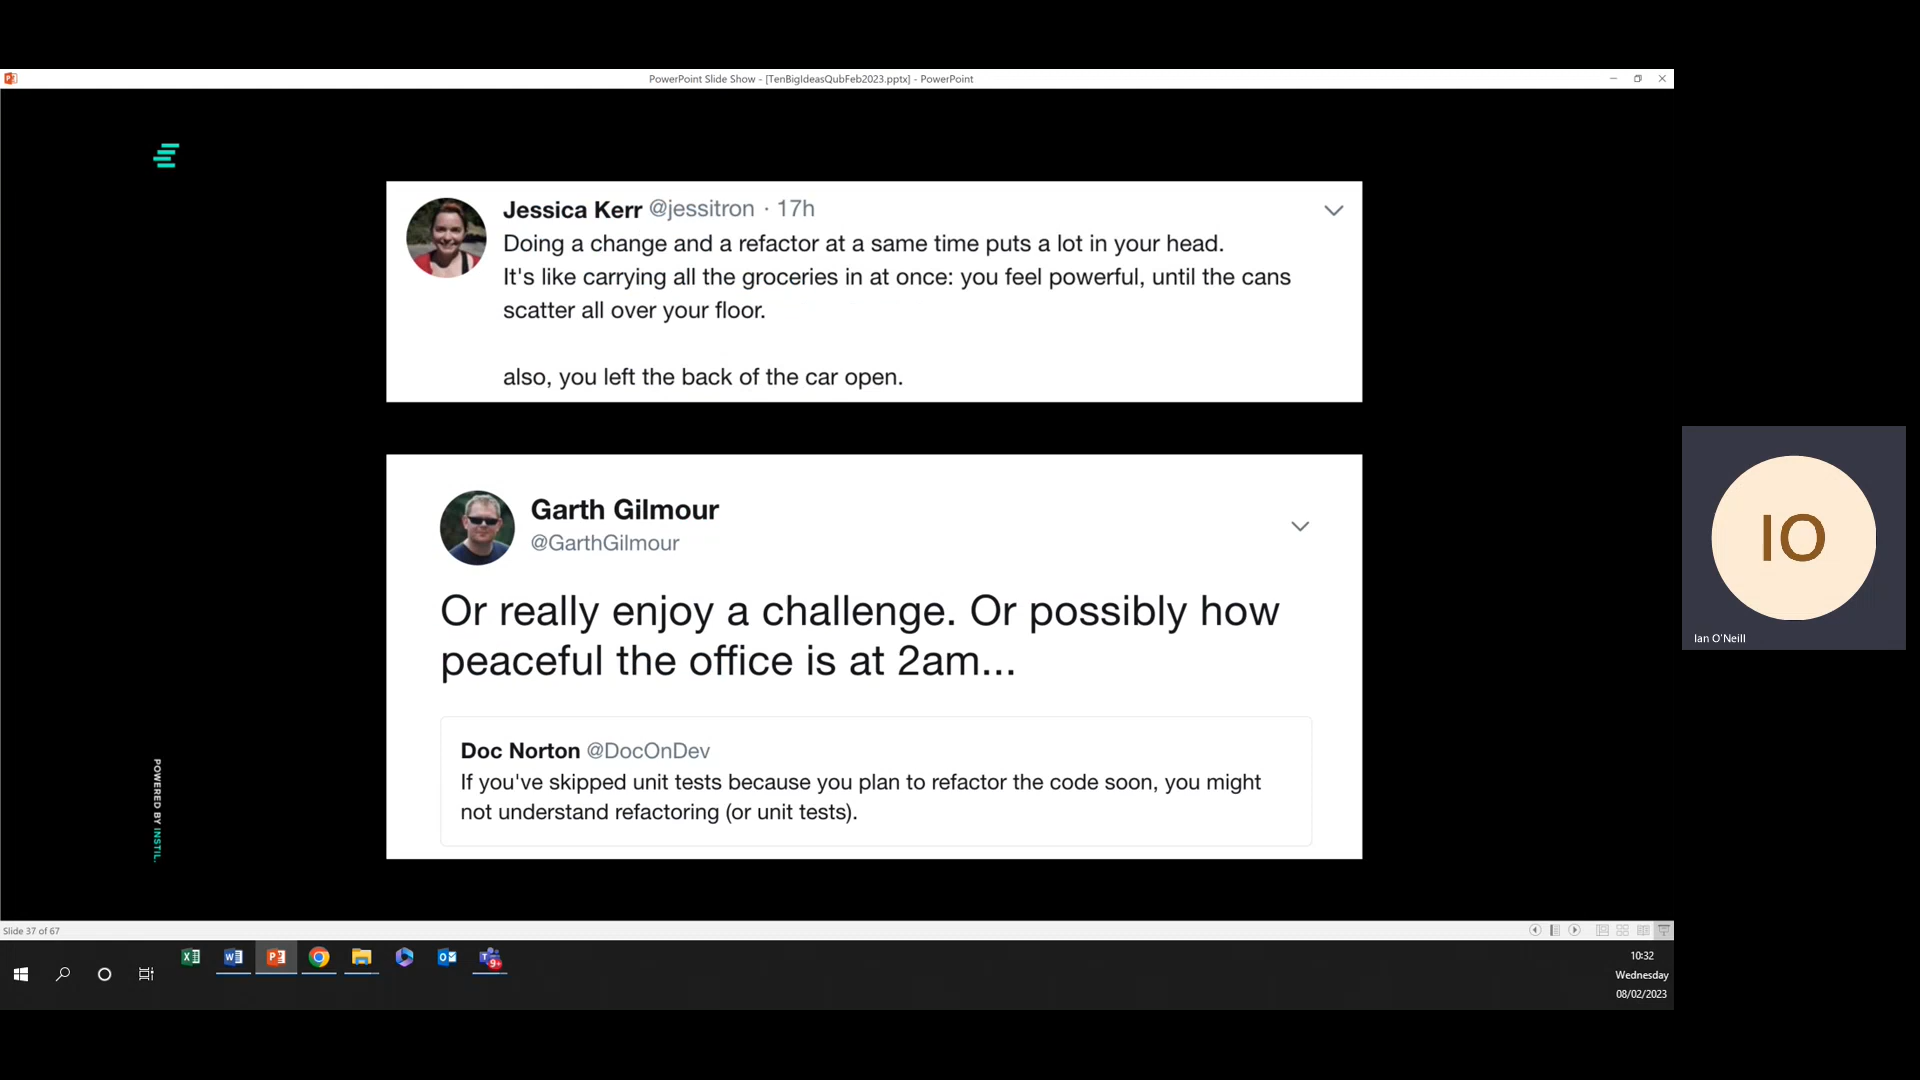 PowerPoint Slide Show - [TenBigIdeasQubFeb2023.pptx] - PowerPoint
Jessica Kerr @jessitron · 17h
Doing a change and a refactor at a same time puts a lot in your head.
It's like carrying all the groceries in at once: you feel powerful, until the cans
scatter all over your floor.
also, you left the back of the car open.
Garth Gilmour
@GarthGilmour
Or really enjoy a challenge. Or possibly how
peaceful the office is at 2am...
Doc Norton @DocOnDev
If you've skipped unit tests because you plan to refactor the code soon, you might
not understand refactoring (or unit tests).
POWERED BY INSTIL.
IO
Ian O'Neill
Slide 37 of 67
9+
10:32
Wednesday
08/02/2023